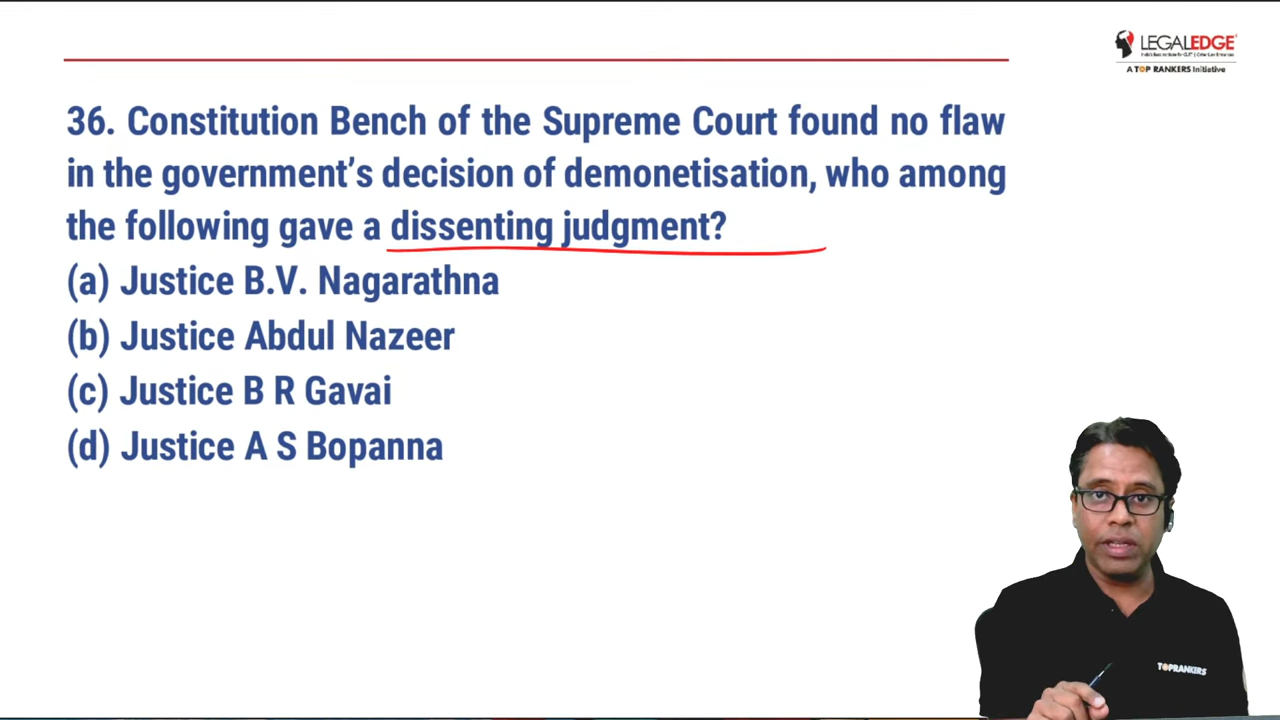 LEGALEDGE
A TOP RANKERS Initiative
36. Constitution Bench of the Supreme Court found no flaw
in the government’s decision of demonetisation, who among
the following gave a dissenting judgment?
(a) Justice B.V. Nagarathna
(b) Justice Abdul Nazeer
(c) Justice B R Gavai
(d) Justice A S Bopanna
TOPRANKERS